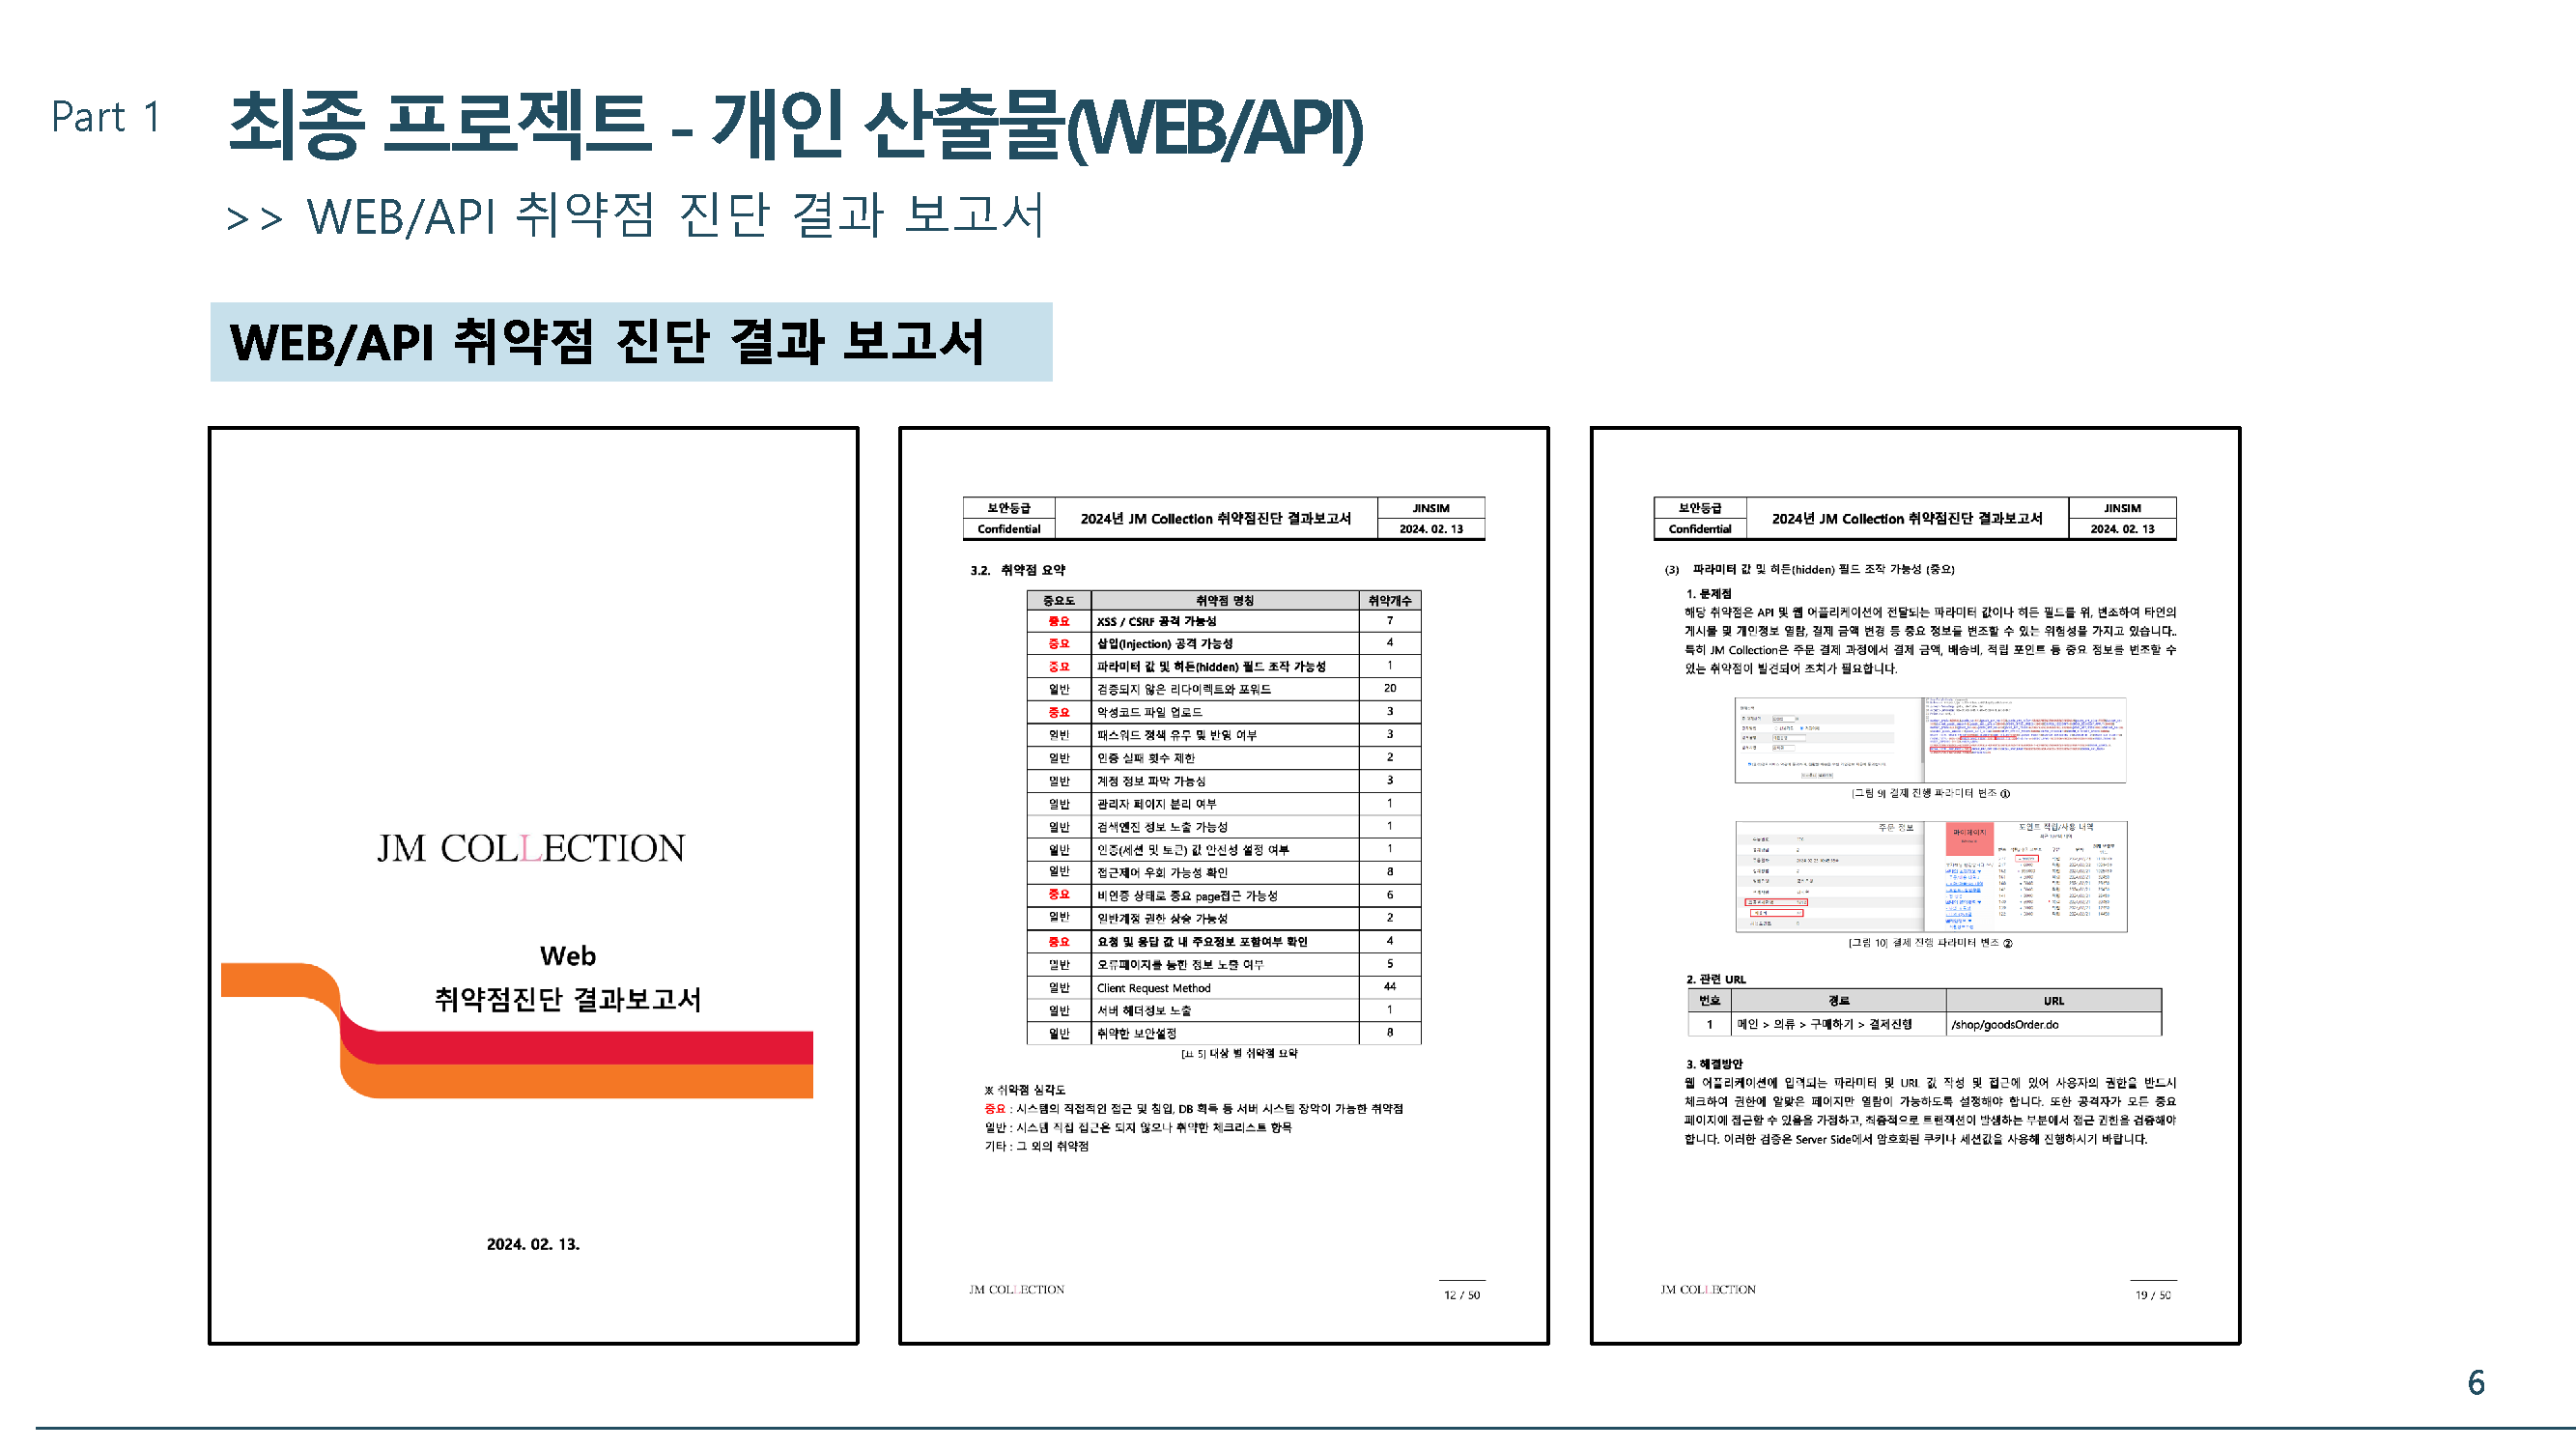 Part 1
최종 프로젝트 - 개인 산출물(WEB/API)
>> WEB/API 취약점 진단 결과 보고서
WEB/API 취약점 진단 결과 보고서
JM COLLECTION
Web
취약점진단 결과보고서
2024. 02. 13.
보안등급
Confidential
2024년 JM Collection 취약점진단 결과보고서
JINSIM
2024. 02. 13
3.2. 취약점 요약
중요도 취약점 명칭 취약개수
중요 XSS / CSRF 공격 가능성 7
중요 삽입(Injection) 공격 가능성 4
중요 파라미터 값 및 히든(hidden) 필드 조작 가능성 1
일반 검증되지 않은 리다이렉트와 포워드 20
중요 악성코드 파일 업로드 3
일반 패스워드 정책 유무 및 반영 여부 3
일반 인증 실패 횟수 제한 2
일반 계정 정보 파악 가능성 3
일반 관리자 페이지 분리 여부 1
일반 검색엔진 정보 노출 가능성 1
일반 인증(세션 및 토큰) 값 안전성 설정 여부 1
일반 접근제어 우회 가능성 확인 8
중요 비인증 상태로 중요 page접근 가능성 6
일반 일반계정 권한 상승 가능성 2
중요 요청 및 응답 값 내 주요정보 포함여부 확인 4
일반 오류페이지를 통한 정보 노출 여부 5
일반 Client Request Method 44
일반 서버 헤더정보 노출 1
일반 취약한 보안설정 8
[표 5] 대상 별 취약점 요약
※ 취약점 심각도
중요 : 시스템의 직접적인 접근 및 침입, DB 획득 등 서버 시스템 장악이 가능한 취약점
일반 : 시스템 직접 접근은 되지 않으나 취약한 체크리스트 항목
기타 : 그 외의 취약점
JM COLLECTION
12 / 50
보안등급
Confidential
2024년 JM Collection 취약점진단 결과보고서
JINSIM
2024. 02. 13
(3) 파라미터 값 및 히든(hidden) 필드 조작 가능성 (중요)
1. 문제점
해당 취약점은 API 및 웹 어플리케이션에 전달되는 파라미터 값이나 히든 필드를 위, 변조하여 타인의
게시물 및 개인정보 열람, 결제 금액 변경 등 중요 정보를 변조할 수 있는 위험성을 가지고 있습니다..
특히 JM Collection은 주문 결제 과정에서 결제 금액, 배송비, 적립 포인트 등 중요 정보를 변조할 수
있는 취약점이 발견되어 조치가 필요합니다.
[그림 9] 결제 진행 파라미터 변조 ①
주문 정보
마이페이지
포인트 적립/사용 내역
[그림 10] 결제 진행 파라미터 변조 ②
2. 관련 URL
번호 경로 URL
1 메인 > 의류 > 구매하기 > 결제진행 /shop/goodsOrder.do
3. 해결방안
웹 어플리케이션에 입력되는 파라미터 및 URL 값 작성 및 접근에 있어 사용자의 권한을 반드시
체크하여 권한에 알맞은 페이지만 열람이 가능하도록 설정해야 합니다. 또한 공격자가 모든 중요
페이지에 접근할 수 있음을 가정하고, 최종적으로 트랜잭션이 발생하는 부분에서 접근 권한을 검증해야
합니다. 이러한 검증은 Server Side에서 암호화된 쿠키나 세션값을 사용해 진행하시기 바랍니다.
JM COLLECTION
19 / 50
6